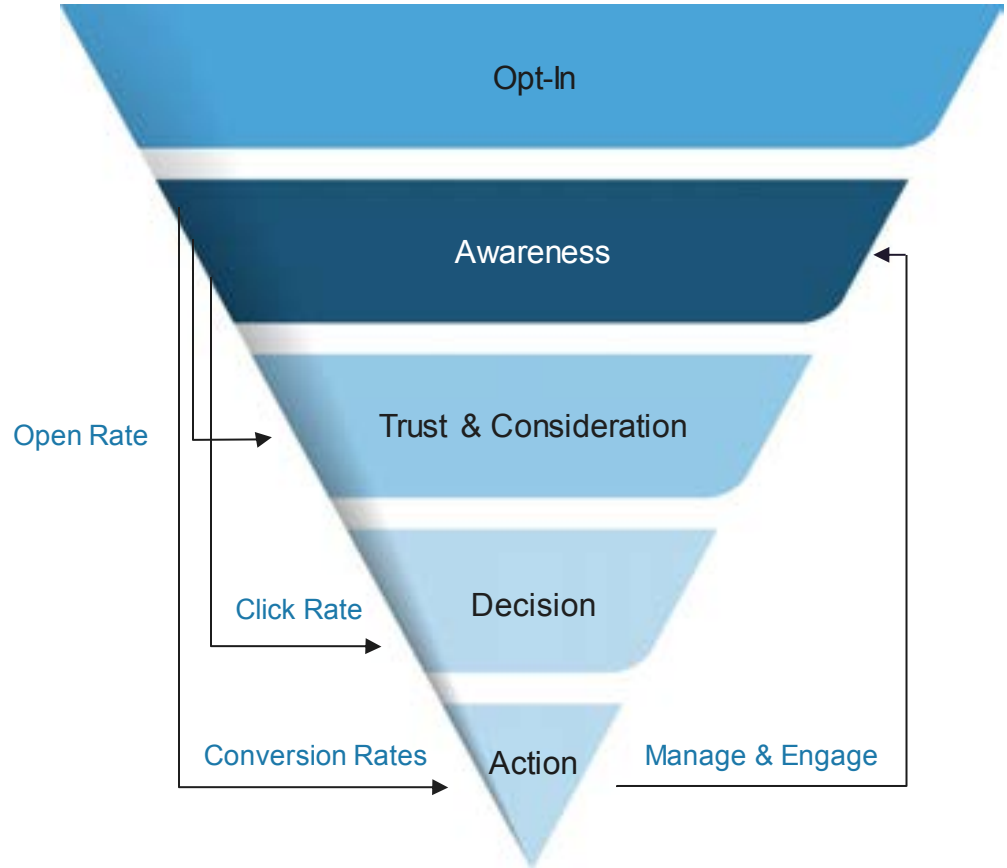 Opt-In
Awareness
Trust & Consideration
Open Rate
Decision
Click Rate
Conversion Rates
Action
Manage & Engage